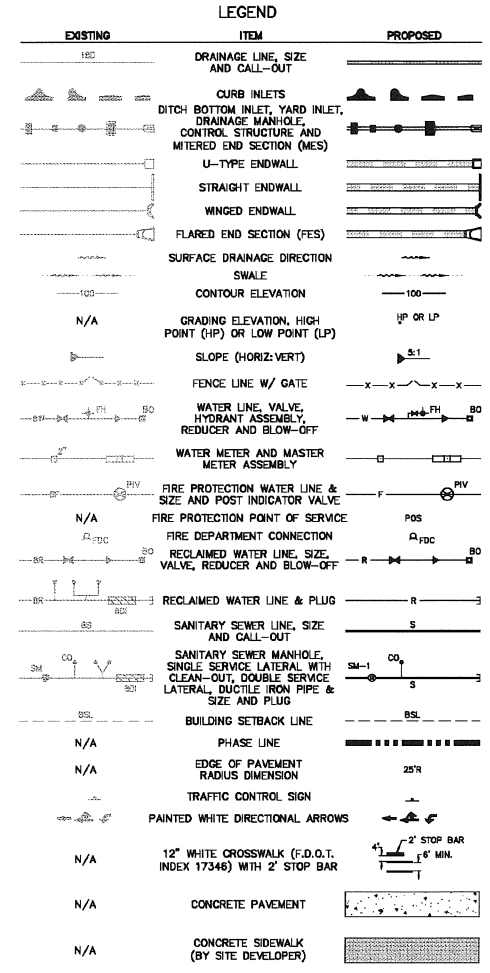 LEGEND
EXISTING ITEM PROPOSED
18D DRAINAGE LINE, SIZE
AND CALL-OUT
CURB INLETS
DITCH BOTTOM INLET, YARD INLET,
DRAINAGE MANHOLE,
CONTROL STRUCTURE AND
MITERED END SECTION (MES)
U-TYPE ENDWALL
STRAIGHT ENDWALL
WINGED ENDWALL
FLARED END SECTION (FES)
SURFACE DRAINAGE DIRECTION
SWALE
100 CONTOUR ELEVATION 100
N/A GRADING ELEVATION, HIGH
POINT (HP) OR LOW POINT (LP) HP OR LP
SLOPE (HORIZ:VERT) 5:1
X X X X FENCE LINE W/ GATE X X X X
8W FH BO WATER LINE, VALVE,
HYDRANT ASSEMBLY,
REDUCER AND BLOW-OFF W FH BO
2" WATER METER AND MASTER
METER ASSEMBLY
PIV FIRE PROTECTION WATER LINE &
SIZE AND POST INDICATOR VALVE F PIV
N/A FIRE PROTECTION POINT OF SERVICE POS
FDC FIRE DEPARTMENT CONNECTION FDC
8R BO RECLAIMED WATER LINE, SIZE,
VALVE, REDUCER AND BLOW-OFF R BO
8R 8DI RECLAIMED WATER LINE & PLUG R
8S SANITARY SEWER LINE, SIZE
AND CALL-OUT S
SM CO 8DI SANITARY SEWER MANHOLE,
SINGLE SERVICE LATERAL WITH
CLEAN-OUT, DOUBLE SERVICE
LATERAL, DUCTILE IRON PIPE &
SIZE AND PLUG SM-1 CO S
BSL BUILDING SETBACK LINE BSL
N/A PHASE LINE
N/A EDGE OF PAVEMENT
RADIUS DIMENSION 25'R
TRAFFIC CONTROL SIGN
PAINTED WHITE DIRECTIONAL ARROWS
N/A 12" WHITE CROSSWALK (F.D.O.T.
INDEX 17346) WITH 2' STOP BAR 4' 2' STOP BAR
6' MIN.
N/A CONCRETE PAVEMENT
N/A CONCRETE SIDEWALK
(BY SITE DEVELOPER)